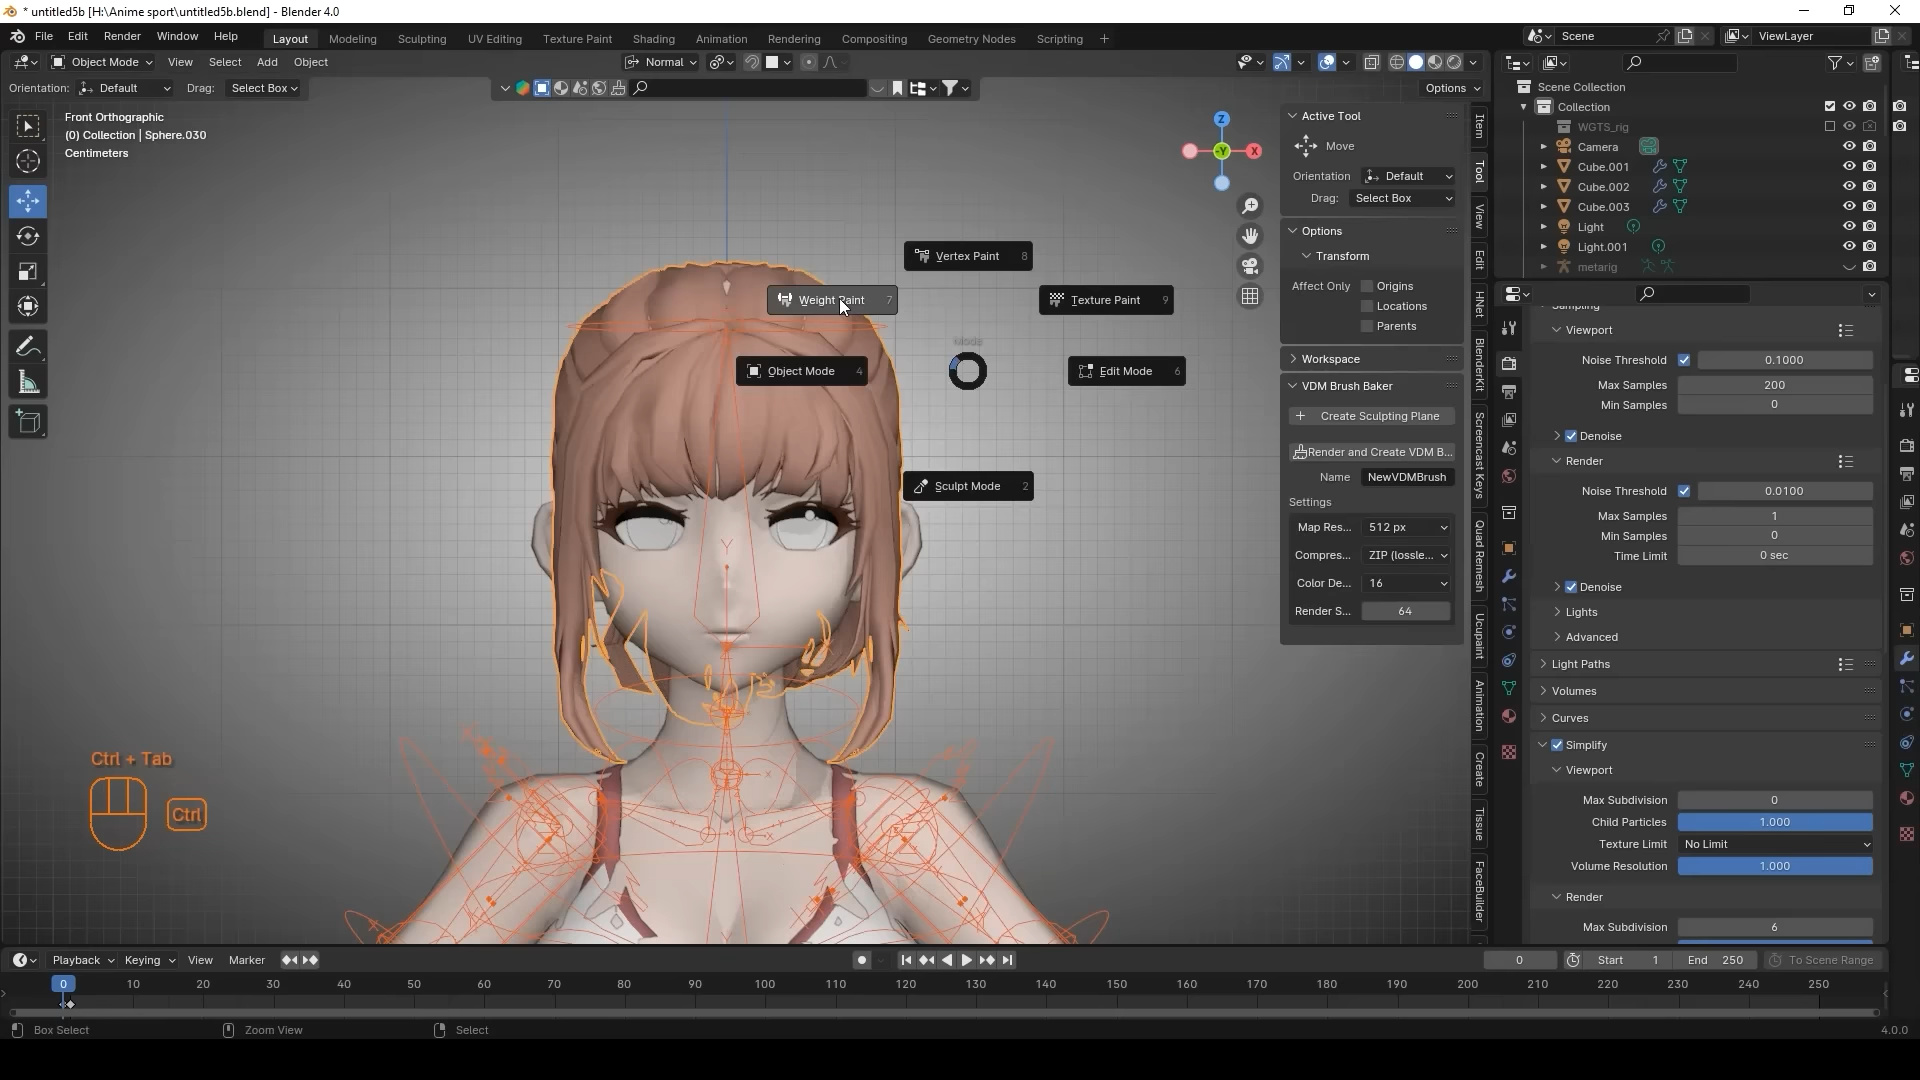 * untitled5b [H:\Anime sport\untitled5b.blend] - Blender 4.0
File Edit Render Window Help
Layout Modeling Sculpting UV Editing Texture Paint Shading Animation Rendering Compositing Geometry Nodes Scripting +
Scene
ViewLayer
Object Mode View Select Add Object
Normal
Orientation: Default Drag: Select Box
Options
Front Orthographic
(0) Collection | Sphere.030
Centimeters
Z
-Y
X
Vertex Paint 8
Weight Paint 7
Texture Paint 9
Mode
Object Mode 4
Edit Mode 6
Sculpt Mode 2
Ctrl + Tab
Ctrl
Active Tool
Move
Orientation Default
Drag: Select Box
Options
Transform
Affect Only Origins
Locations
Parents
Workspace
VDM Brush Baker
Create Sculpting Plane
Render and Create VDM B...
Name NewVDMBrush
Settings
Map Res... 512 px
Compres... ZIP (lossle...
Color De... 16
Render S... 64
Item
Tool
View
Edit
HNet
BlenderKit
Screencast Keys
Quad Remesh
Ucupaint
Animation
Create
Tissue
FaceBuilder
Scene Collection
Collection
WGTS_rig
Camera
Cube.001
Cube.002
Cube.003
Light
Light.001
metarig
Sampling
Viewport
Noise Threshold 0.1000
Max Samples 200
Min Samples 0
Denoise
Render
Noise Threshold 0.0100
Max Samples 1
Min Samples 0
Time Limit 0 sec
Denoise
Lights
Advanced
Light Paths
Volumes
Curves
Simplify
Viewport
Max Subdivision 0
Child Particles 1.000
Texture Limit No Limit
Volume Resolution 1.000
Render
Max Subdivision 6
Playback Keying View Marker
0 Start 1 End 250 To Scene Range
0 10 20 30 40 50 60 70 80 90 100 110 120 130 140 150 160 170 180 190 200 210 220 230 240 250
Box Select Zoom View Select
4.0.0